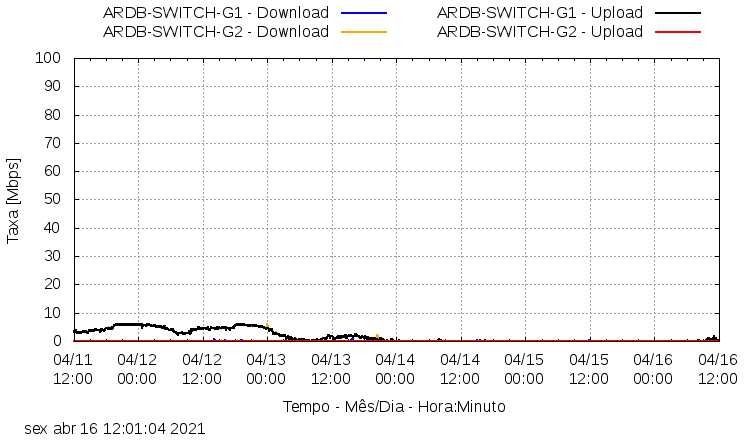 ARDB-SWITCH-G1 - Download ARDB-SWITCH-G1 - Upload
ARDB-SWITCH-G2 - Download ARDB-SWITCH-G2 - Upload
100
90
80
70
60
50
40
30
20
10
0
Taxa [Mbps]
04/11 04/12 04/12 04/13 04/13 04/14 04/14 04/15 04/15 04/16 04/16
12:00 00:00 12:00 00:00 12:00 00:00 12:00 00:00 12:00 00:00 12:00
Tempo - Mês/Dia - Hora:Minuto
sex abr 16 12:01:04 2021